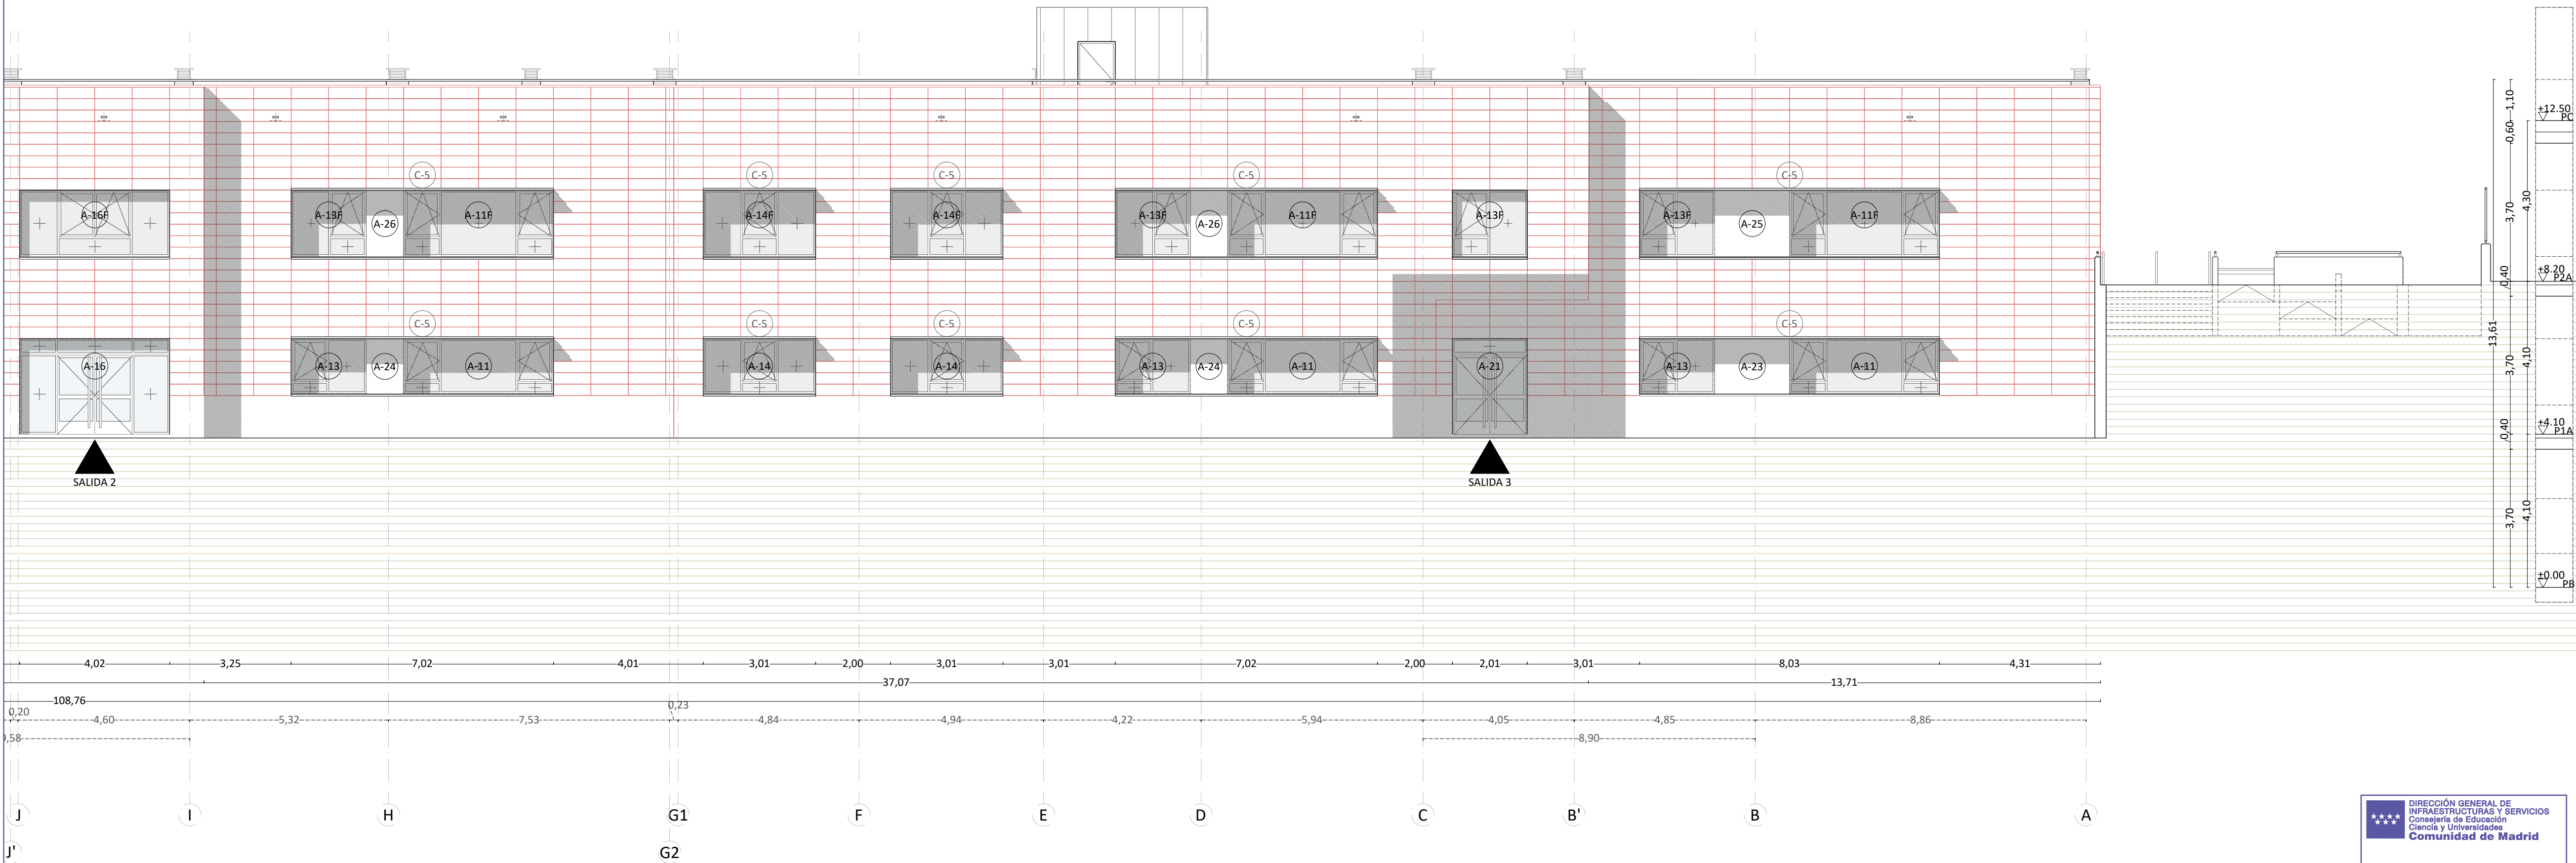 1,10
±12.50
PC
0,60
C-5
C-5
C-5
C-5
C-5
3,70
4,30
A-16F
A-13F
A-26
A-11F
A-14F
A-14F
A-13F
A-26
A-11F
A-13F
A-13F
A-25
A-11F
0,40
±8.20
P2A
C-5
C-5
C-5
C-5
C-5
13,61
A-16
A-13
A-24
A-11
A-14
A-14
A-13
A-24
A-11
A-21
A-13
A-23
A-11
3,70
4,10
0,40
±4.10
P1A
SALIDA 2
SALIDA 3
3,70
4,10
±0.00
PB
4,02
3,25
7,02
4,01
3,01
2,00
3,01
3,01
7,02
2,00
2,01
3,01
8,03
4,31
37,07
13,71
108,76
0,20
4,60
5,32
7,53
0,23
4,84
4,94
4,22
5,94
4,05
4,85
8,86
,58
8,90
J
I
H
G1
F
E
D
C
B'
B
A
J'
G2
DIRECCIÓN GENERAL DE
INFRAESTRUCTURAS Y SERVICIOS
Consejería de Educación
Ciencia y Universidades
Comunidad de Madrid